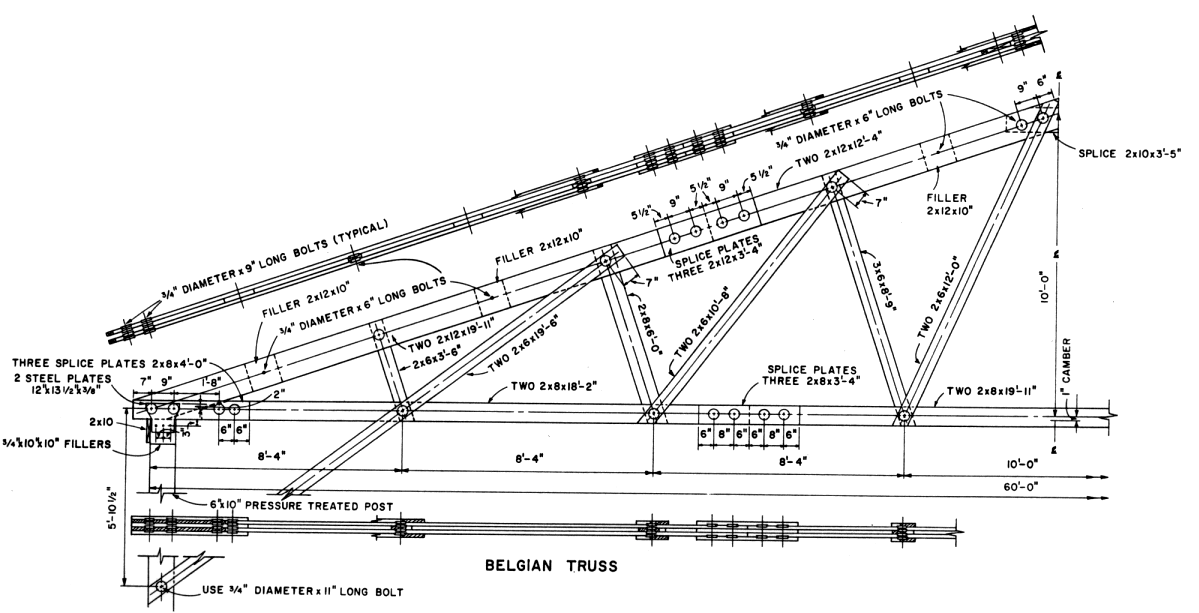 9" 6"
3/4" DIAMETER x 6" LONG BOLTS
SPLICE 2x10x3'-5"
TWO 2x12x12'-4"
5 1/2" 9" 5 1/2" 9" 5 1/2"
FILLER
2x12x10"
7"
SPLICE PLATES
THREE 2x12x3'-4"
3/4" DIAMETER x 9" LONG BOLTS (TYPICAL)
FILLER 2x12x10"
7"
FILLER 2x12x10"
3/4" DIAMETER x 6" LONG BOLTS
3x6x8'-9"
TWO 2x6x12'-0"
10'-0"
2x8x6'-0"
TWO 2x6x10'-8"
TWO 2x12x19'-11"
2x6x3'-6"
TWO 2x6x19'-6"
THREE SPLICE PLATES 2x8x4'-0"
2 STEEL PLATES
12"x13 1/2"x3/8"
7" 9" 1'-8"
2"
TWO 2x8x18'-2"
SPLICE PLATES
THREE 2x8x3'-4"
TWO 2x8x19'-11"
1" CAMBER
2x10
3/4"x10"x10" FILLERS
6" 6"
6" 8" 6" 6" 8" 6"
8'-4"
8'-4"
8'-4"
10'-0"
60'-0"
5'-10 1/2"
6"x10" PRESSURE TREATED POST
BELGIAN TRUSS
USE 3/4" DIAMETER x 11" LONG BOLT